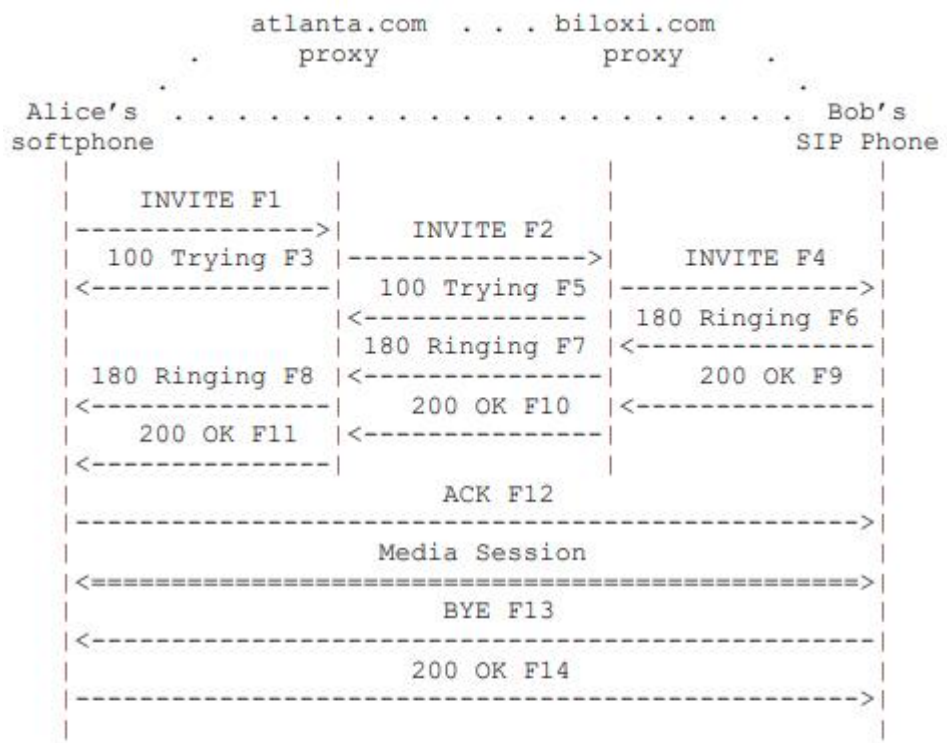 atlanta.com . . . biloxi.com
. proxy proxy .
. .
Alice's . . . . . . . . . . . . . . . . . . . . Bob's
softphone SIP Phone
| | | |
| INVITE F1 | | |
|--------------->| INVITE F2 | |
| 100 Trying F3 |--------------->| INVITE F4 |
|<---------------| 100 Trying F5 |--------------->|
| |<-------------- | 180 Ringing F6 |
| | 180 Ringing F7 |<---------------|
| 180 Ringing F8 |<---------------| 200 OK F9 |
|<---------------| 200 OK F10 |<---------------|
| 200 OK F11 |<---------------| |
|<---------------| | |
| ACK F12 |
|------------------------------------------------->|
| Media Session |
|<================================================>|
| BYE F13 |
|<-------------------------------------------------|
| 200 OK F14 |
|------------------------------------------------->|
| |